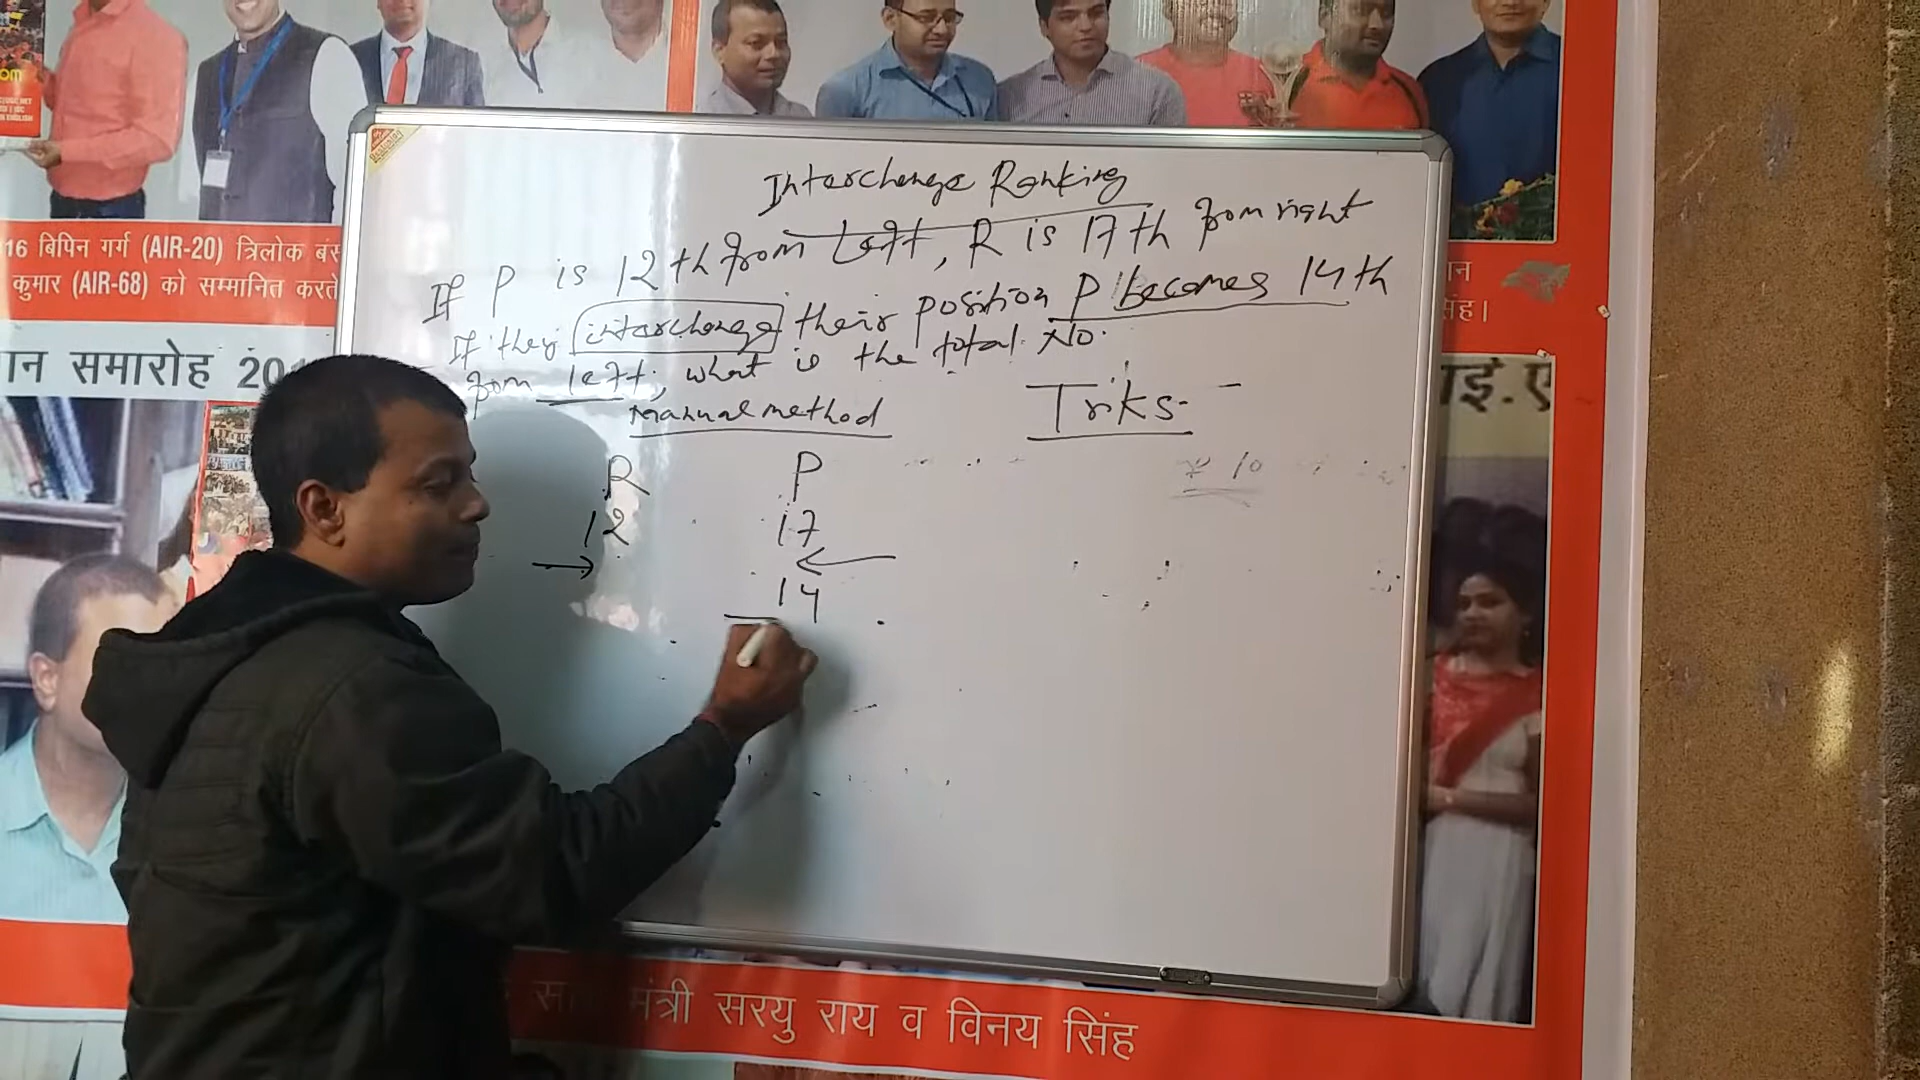 16 बिपिन गर्ग (AIR-20) त्रिलोक बंस
कुमार (AIR-68) को सम्मानित करते
ान समारोह 20
Interchange Ranking
If P is 12th from Left, R is 17th from right
If they interchange their position P becomes 14th
from left, what is the total No.
Manual method
Triks-
R P
12 17
14
न
संह।
ई.ए
मंत्री सरयु राय व विनय सिंह